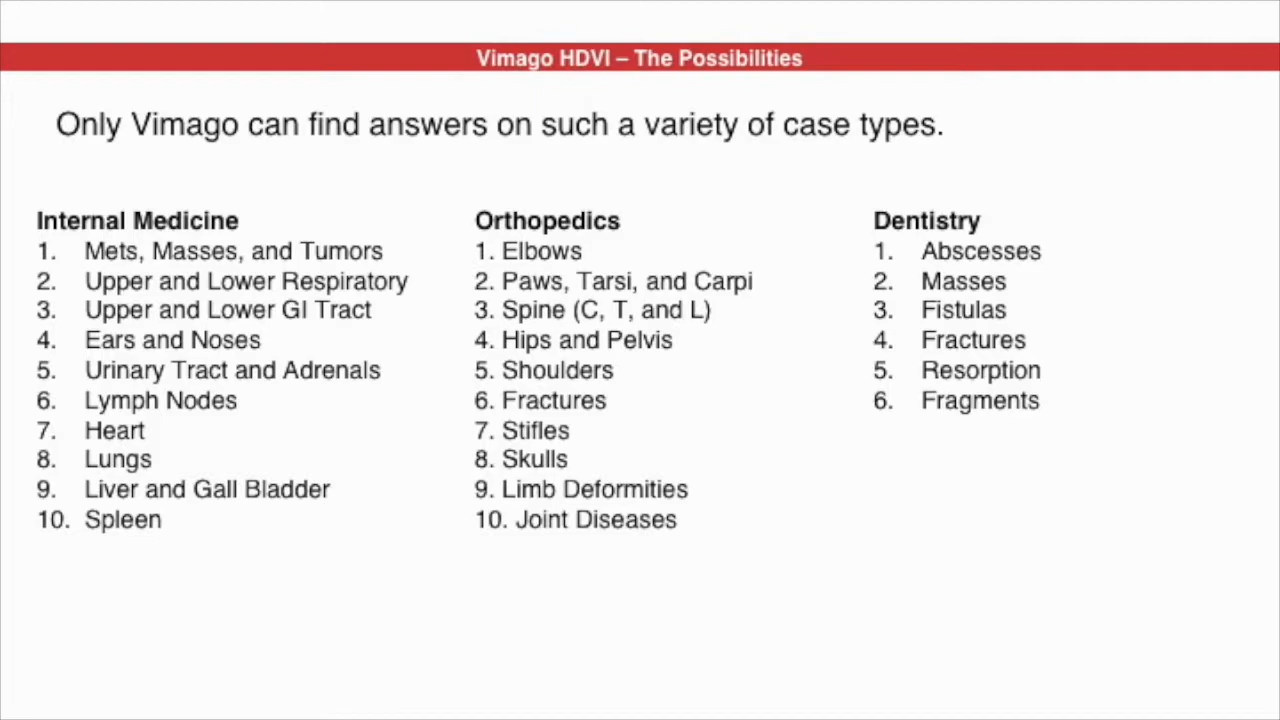 Vimago HDVI – The Possibilities
Only Vimago can find answers on such a variety of case types.
Internal Medicine
1. Mets, Masses, and Tumors
2. Upper and Lower Respiratory
3. Upper and Lower GI Tract
4. Ears and Noses
5. Urinary Tract and Adrenals
6. Lymph Nodes
7. Heart
8. Lungs
9. Liver and Gall Bladder
10. Spleen
Orthopedics
1. Elbows
2. Paws, Tarsi, and Carpi
3. Spine (C, T, and L)
4. Hips and Pelvis
5. Shoulders
6. Fractures
7. Stifles
8. Skulls
9. Limb Deformities
10. Joint Diseases
Dentistry
1. Abscesses
2. Masses
3. Fistulas
4. Fractures
5. Resorption
6. Fragments